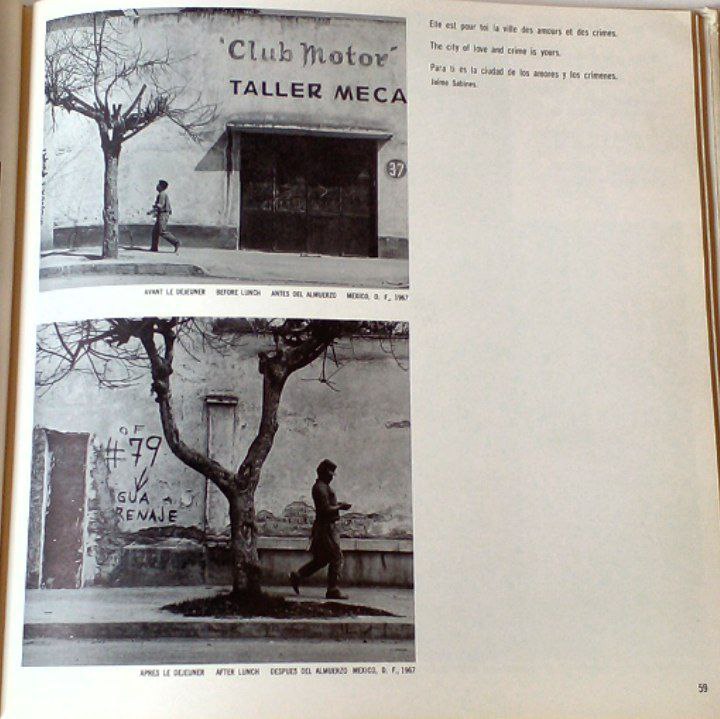 "Club Motor"
TALLER MECA
37
AVANT LE DEJEUNER BEFORE LUNCH ANTES DEL ALMUERZO MEXICO, D. F., 1967
Elle est pour toi la ville des amours et des crimes.
The city of love and crime is yours.
Para ti es la ciudad de los amores y los crimenes.
Jaime Sabines.
OF
#79
GUA
RENAJE
APRES LE DEJEUNER AFTER LUNCH DESPUES DEL ALMUERZO MEXICO, D. F., 1967
59